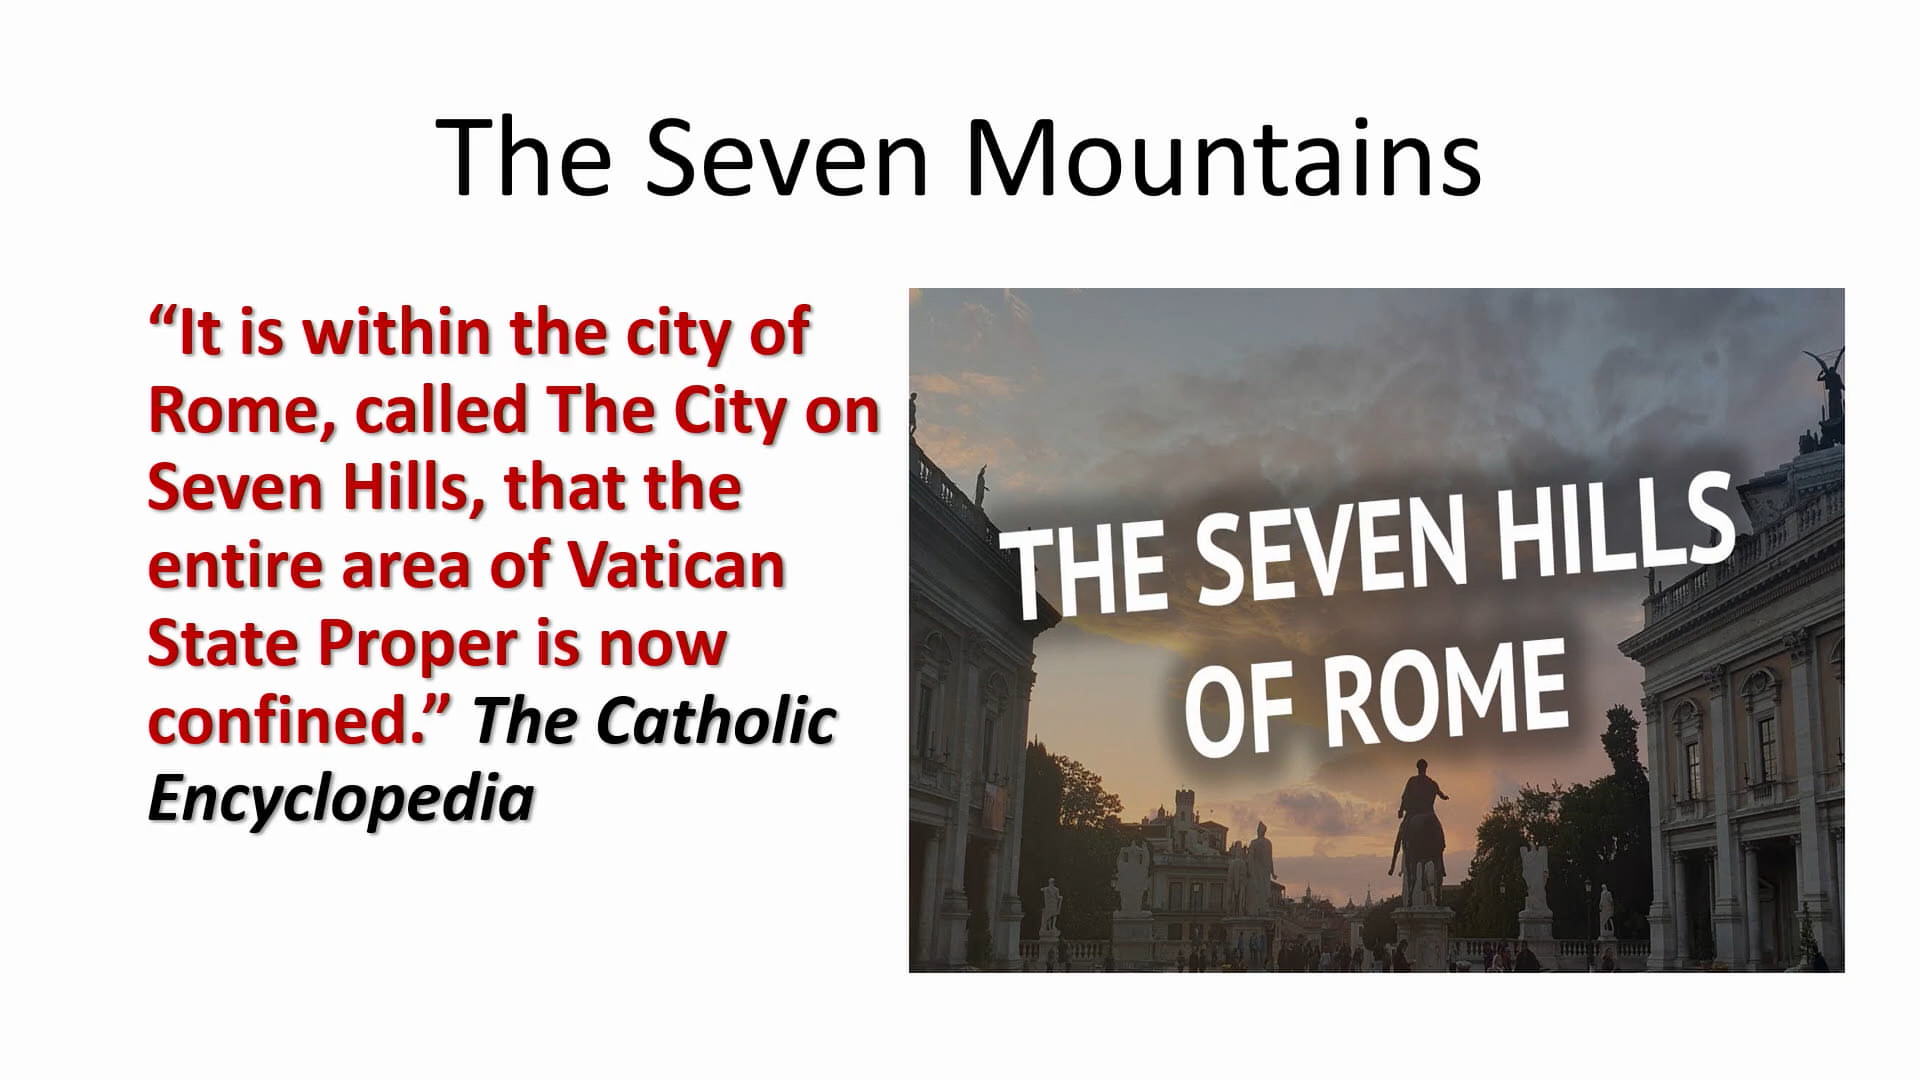 The Seven Mountains
“It is within the city of
Rome, called The City on
Seven Hills, that the
entire area of Vatican
State Proper is now
confined.” The Catholic
Encyclopedia
THE SEVEN HILLS
OF ROME